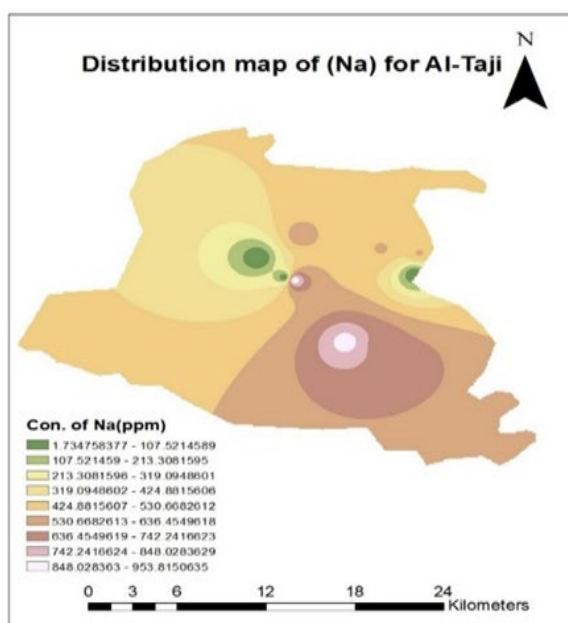 N
Distribution map of (Na) for Al-Taji
Con. of Na(ppm)
1.734758377 - 107.5214589
107.521459 - 213.3081595
213.3081596 - 319.0948601
319.0948602 - 424.8815606
424.8815607 - 530.6682612
530.6682613 - 636.4549618
636.4549619 - 742.2416623
742.2416624 - 848.0283629
848.028363 - 953.8150635
0 3 6 12 18 24
Kilometers